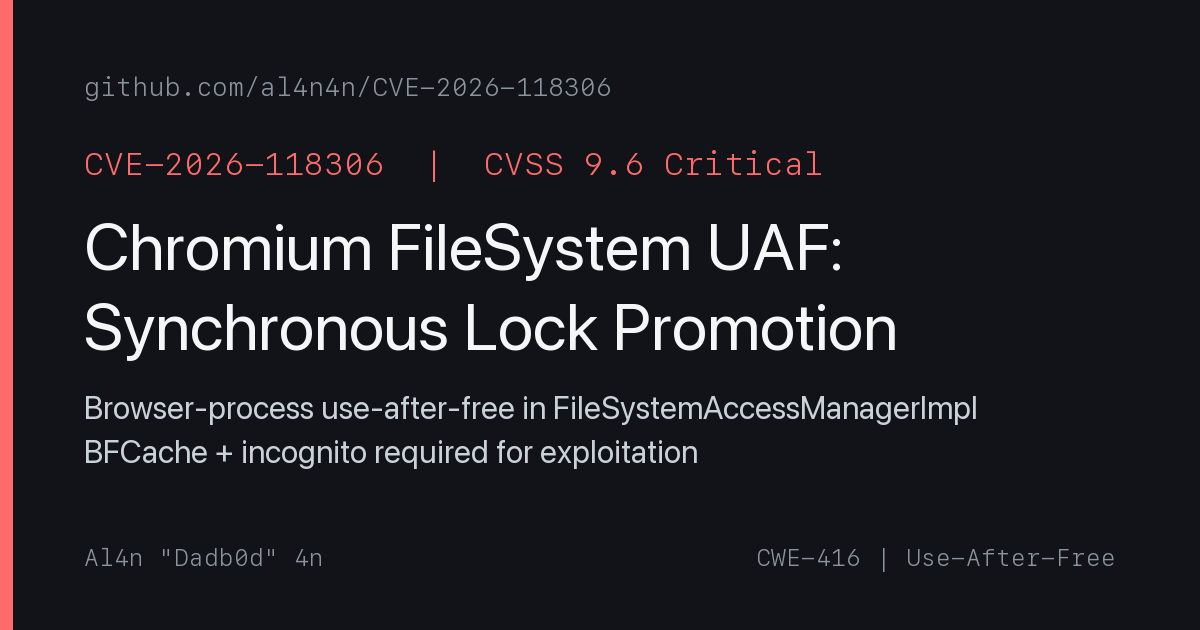 github.com/al4n4n/CVE-2026-118306
CVE-2026-118306 | CVSS 9.6 Critical
Chromium FileSystem UAF:
Synchronous Lock Promotion
Browser-process use-after-free in FileSystemAccessManagerImpl
BFCache + incognito required for exploitation
Al4n "Dadb0d" 4n
CWE-416 | Use-After-Free